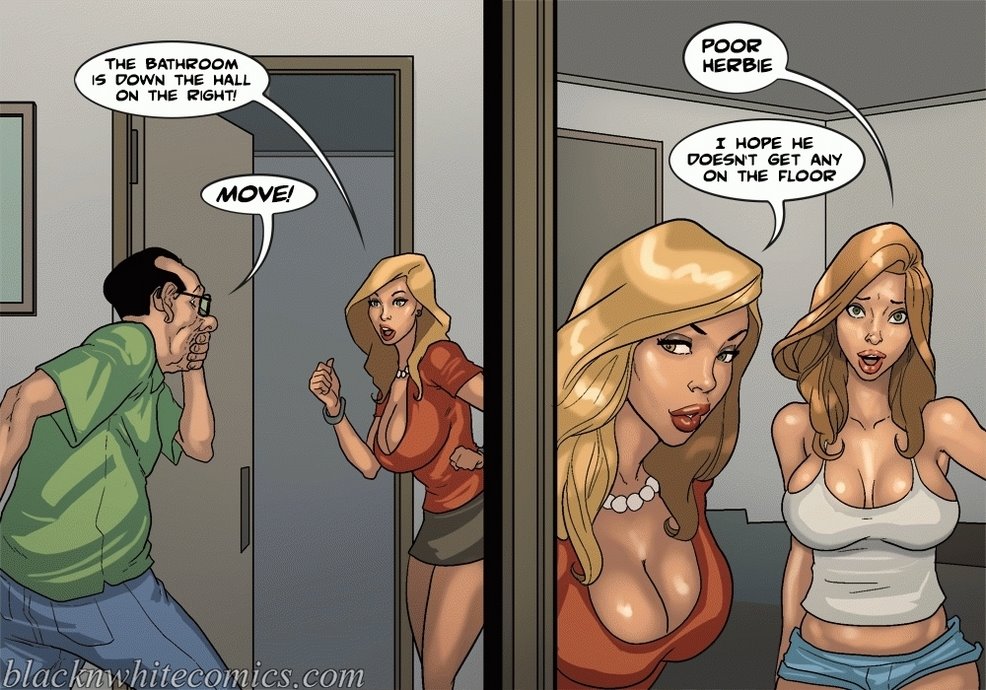 THE BATHROOM
IS DOWN THE HALL
ON THE RIGHT!
MOVE!
POOR
HERBIE
I HOPE HE
DOESN'T GET ANY
ON THE FLOOR
blacknwhitecomics.com